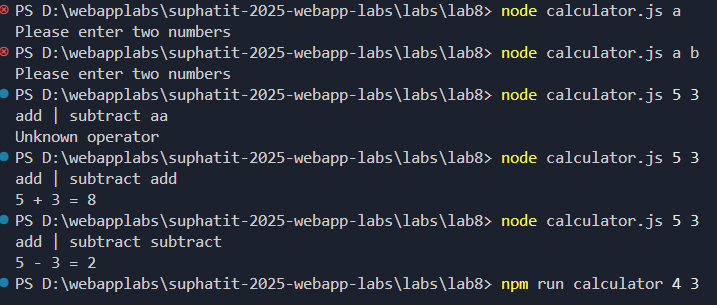 PS D:\webapplabs\suphatit-2025-webapp-labs\labs\lab8> node calculator.js a
Please enter two numbers
PS D:\webapplabs\suphatit-2025-webapp-labs\labs\lab8> node calculator.js a b
Please enter two numbers
PS D:\webapplabs\suphatit-2025-webapp-labs\labs\lab8> node calculator.js 5 3
add | subtract aa
Unknown operator
PS D:\webapplabs\suphatit-2025-webapp-labs\labs\lab8> node calculator.js 5 3
add | subtract add
5 + 3 = 8
PS D:\webapplabs\suphatit-2025-webapp-labs\labs\lab8> node calculator.js 5 3
add | subtract subtract
5 - 3 = 2
PS D:\webapplabs\suphatit-2025-webapp-labs\labs\lab8> npm run calculator 4 3